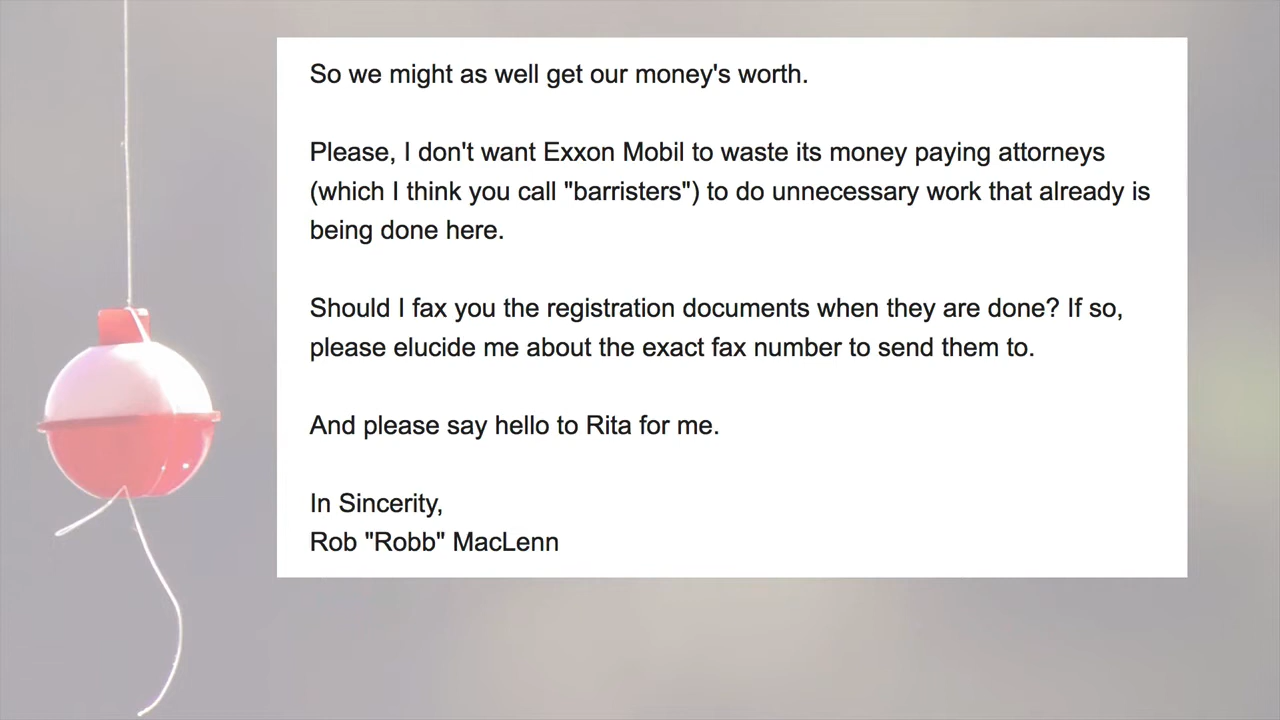 So we might as well get our money's worth.
Please, I don't want Exxon Mobil to waste its money paying attorneys
(which I think you call "barristers") to do unnecessary work that already is
being done here.
Should I fax you the registration documents when they are done? If so,
please elucide me about the exact fax number to send them to.
And please say hello to Rita for me.
In Sincerity,
Rob "Robb" MacLenn